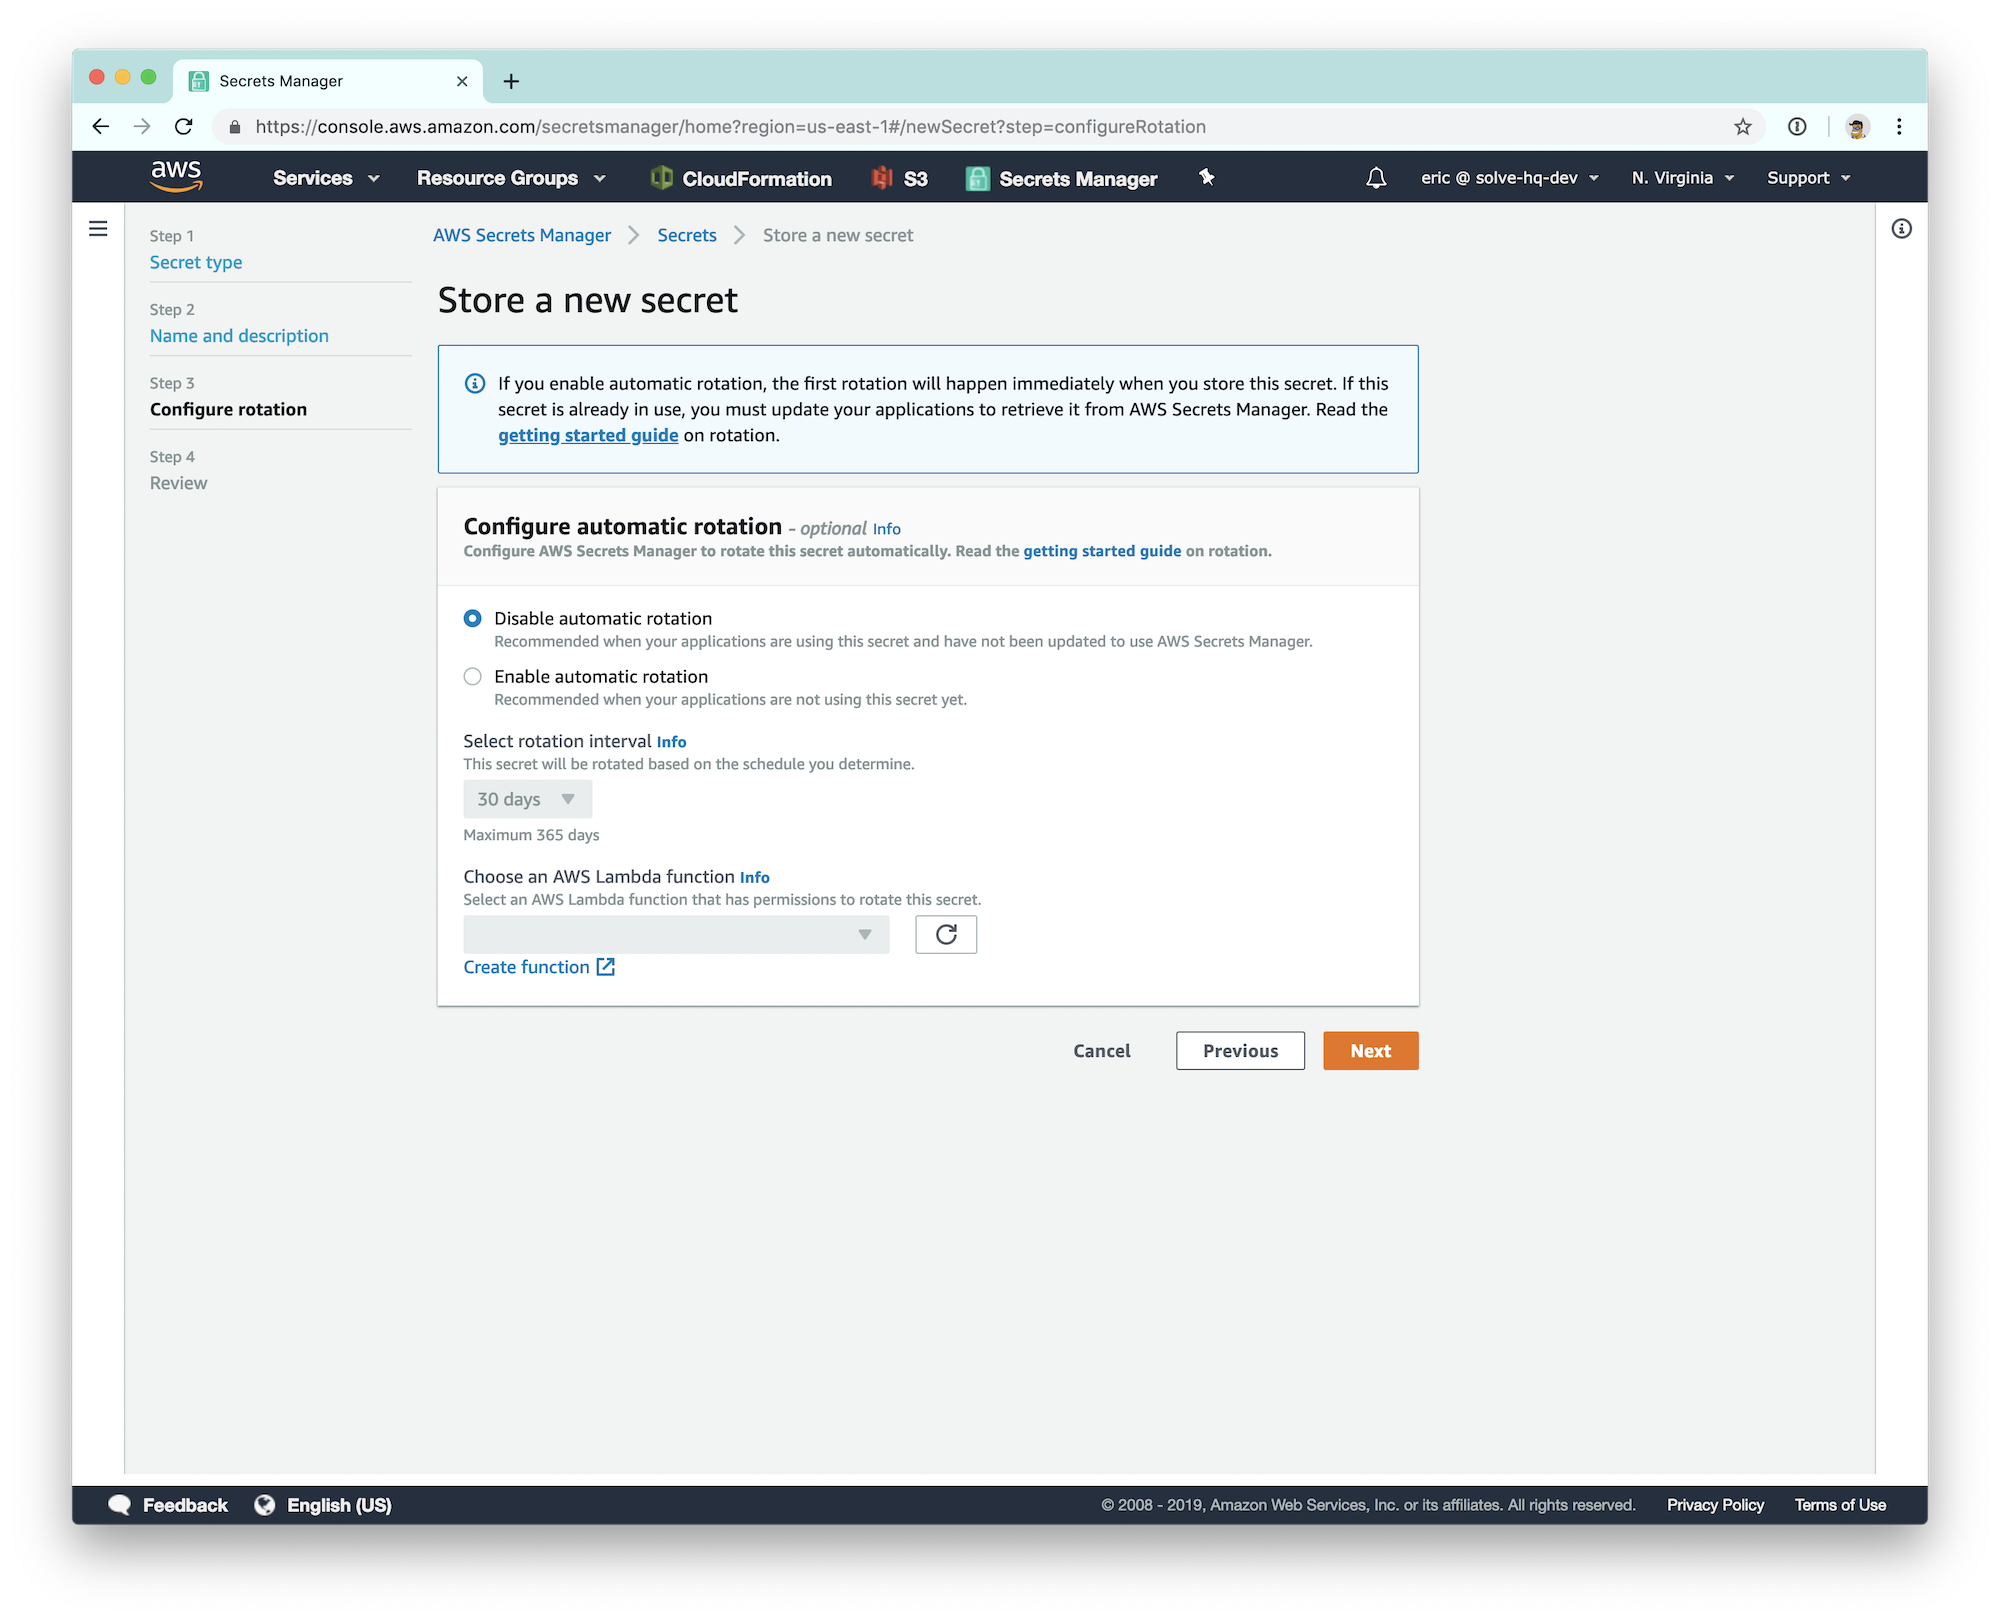 Secrets Manager
https://console.aws.amazon.com/secretsmanager/home?region=us-east-1#/newSecret?step=configureRotation
aws
Services
Resource Groups
CloudFormation
S3
Secrets Manager
eric @ solve-hq-dev
N. Virginia
Support
Step 1
Secret type
Step 2
Name and description
Step 3
Configure rotation
Step 4
Review
AWS Secrets Manager
Secrets
Store a new secret
Store a new secret
If you enable automatic rotation, the first rotation will happen immediately when you store this secret. If this
secret is already in use, you must update your applications to retrieve it from AWS Secrets Manager. Read the
getting started guide on rotation.
Configure automatic rotation - optional Info
Configure AWS Secrets Manager to rotate this secret automatically. Read the getting started guide on rotation.
Disable automatic rotation
Recommended when your applications are using this secret and have not been updated to use AWS Secrets Manager.
Enable automatic rotation
Recommended when your applications are not using this secret yet.
Select rotation interval Info
This secret will be rotated based on the schedule you determine.
30 days
Maximum 365 days
Choose an AWS Lambda function Info
Select an AWS Lambda function that has permissions to rotate this secret.
Create function
Cancel
Previous
Next
Feedback
English (US)
© 2008 - 2019, Amazon Web Services, Inc. or its affiliates. All rights reserved.
Privacy Policy
Terms of Use